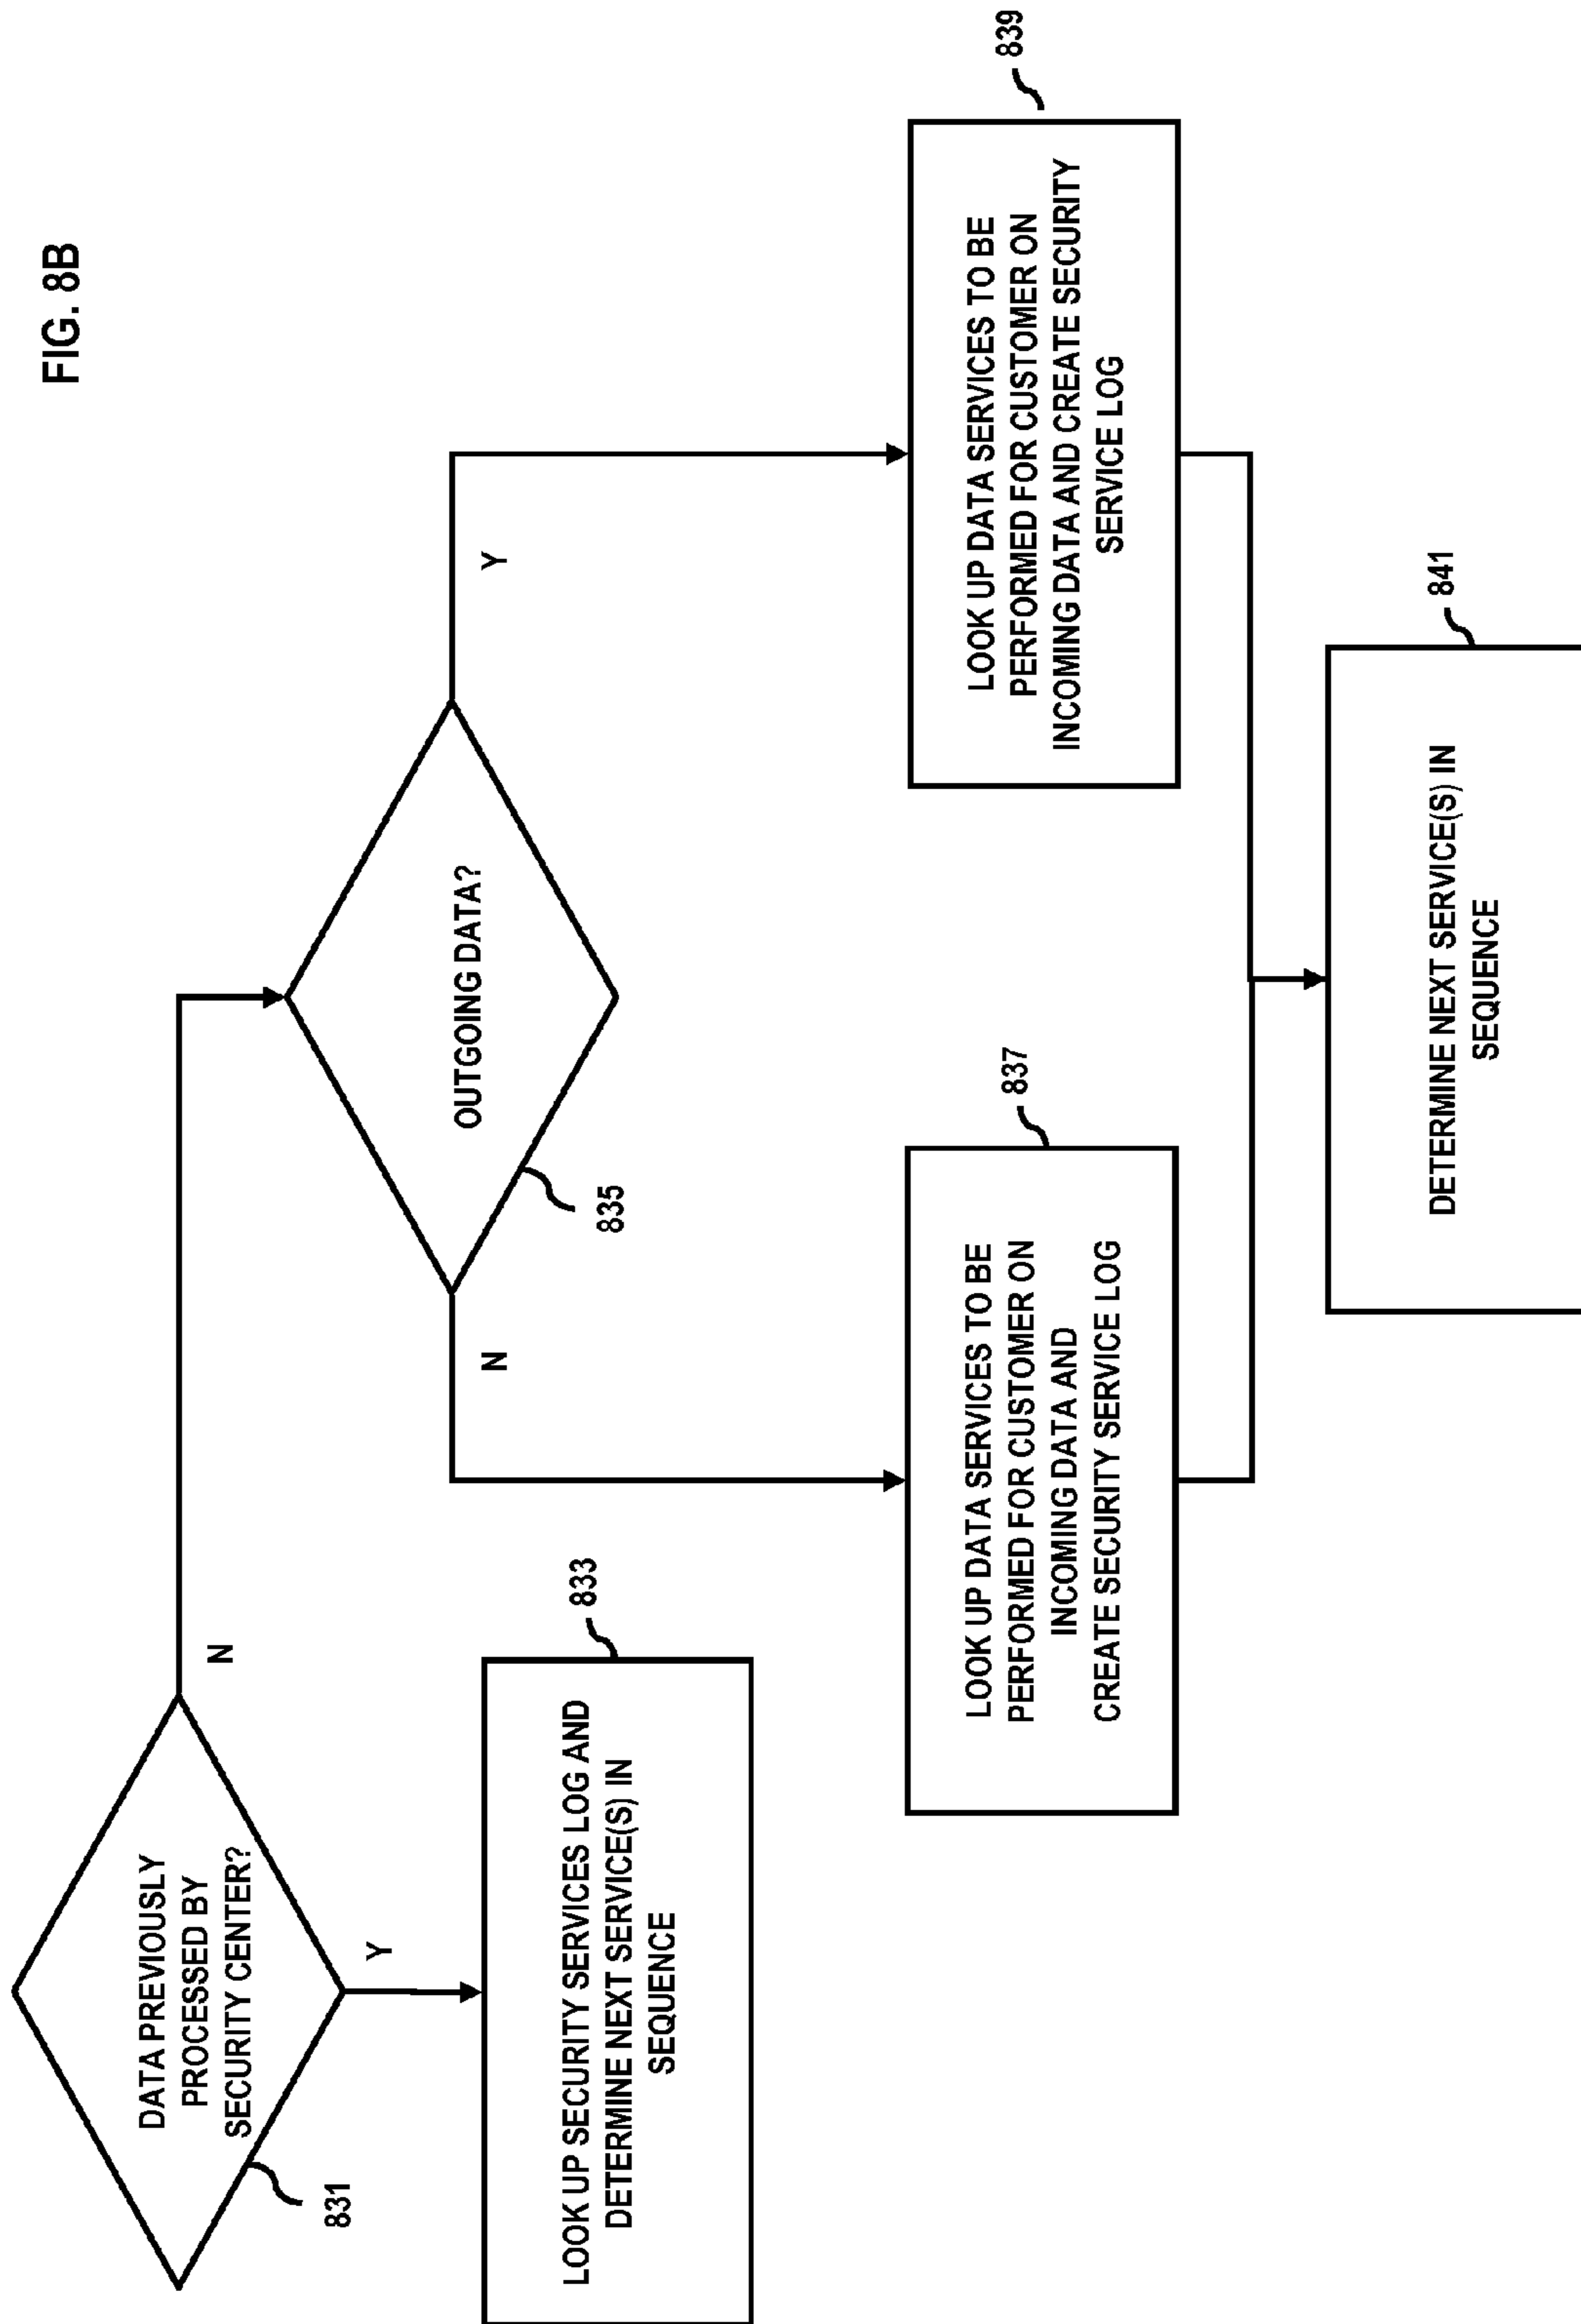 FIG. 8B
DATA PREVIOUSLY
PROCESSED BY
SECURITY CENTER?
831
N
Y
LOOK UP SECURITY SERVICES LOG AND
DETERMINE NEXT SERVICE(S) IN
SEQUENCE
833
OUTGOING DATA?
835
N
Y
LOOK UP DATA SERVICES TO BE
PERFORMED FOR CUSTOMER ON
INCOMING DATA AND
CREATE SECURITY SERVICE LOG
837
LOOK UP DATA SERVICES TO BE
PERFORMED FOR CUSTOMER ON
INCOMING DATA AND CREATE SECURITY
SERVICE LOG
839
DETERMINE NEXT SERVICE(S) IN
SEQUENCE
841